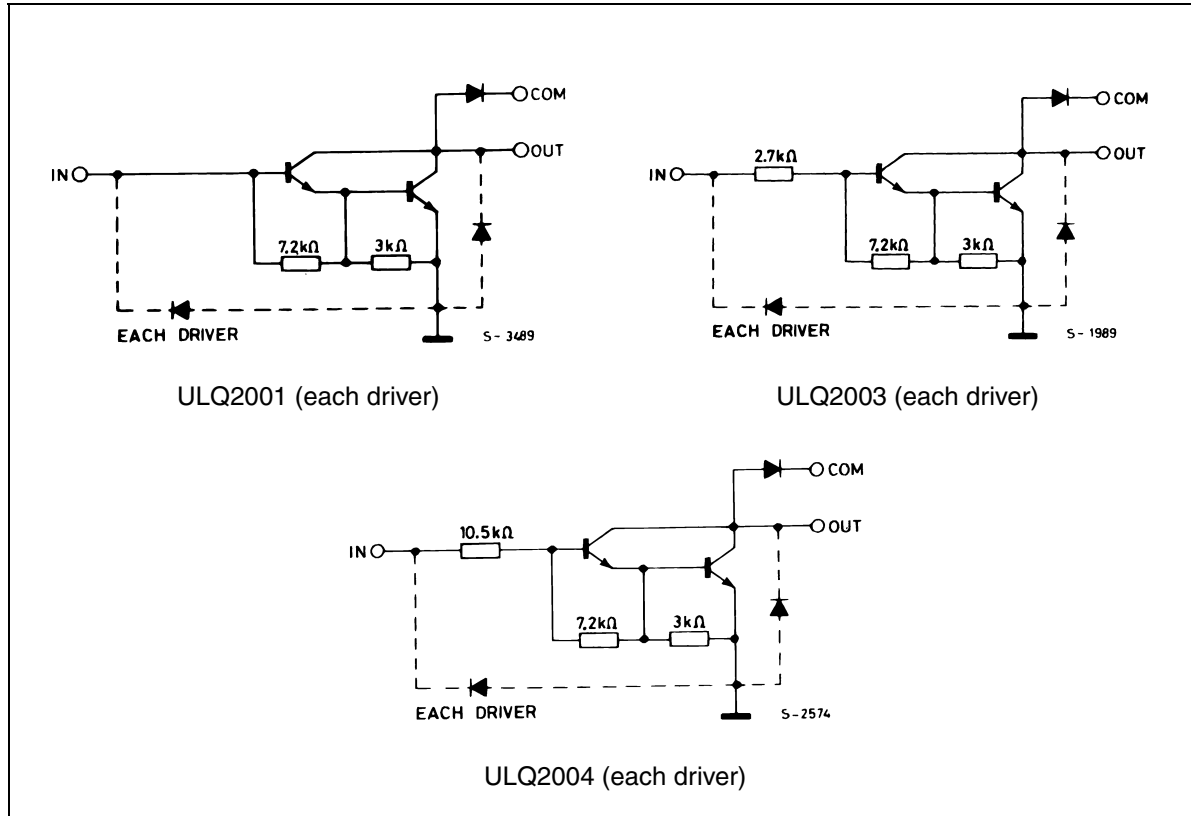 COM
OUT
IN
7.2kΩ
3kΩ
EACH DRIVER
S-3489
ULQ2001 (each driver)
COM
OUT
2.7kΩ
IN
7.2kΩ
3kΩ
EACH DRIVER
S-1989
ULQ2003 (each driver)
COM
OUT
10.5kΩ
IN
7.2kΩ
3kΩ
EACH DRIVER
S-2574
ULQ2004 (each driver)